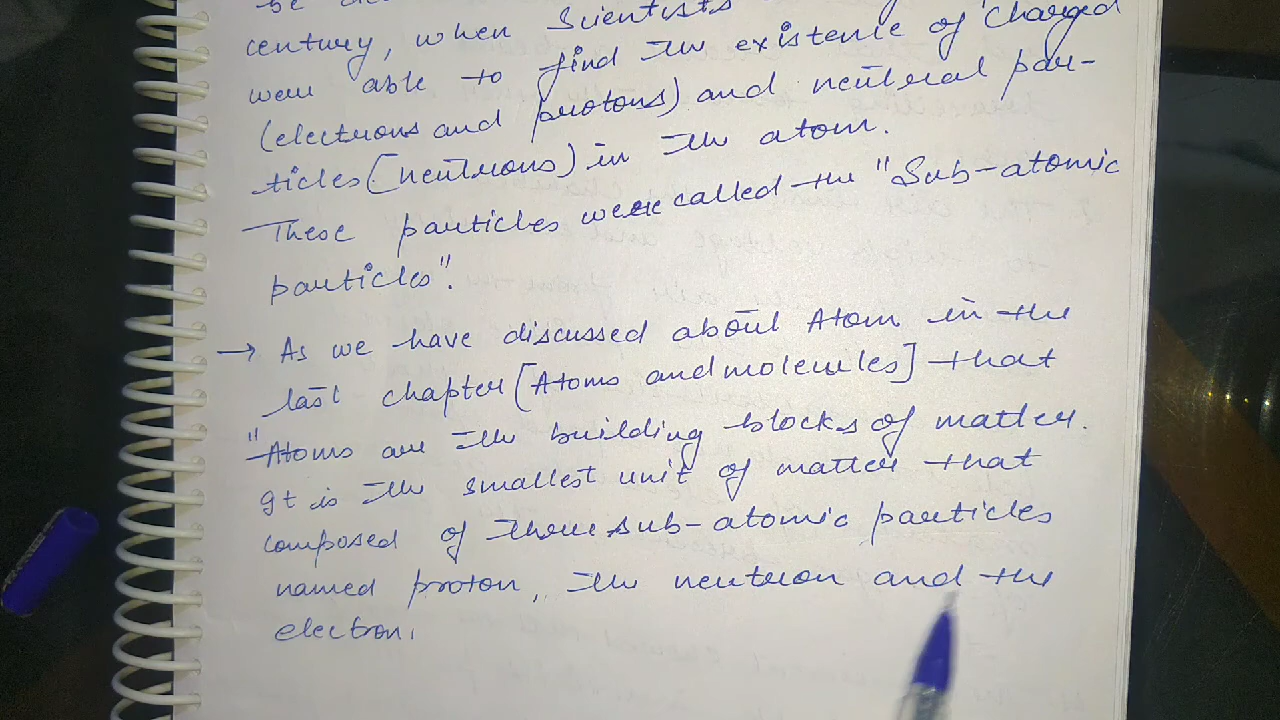 century, when Scientists
were able to find the existence of Charged
(electrons and protons) and neutral par-
ticles [neutrons) in the atom.
These particles were called the "Sub-atomic
particles".
→ As we have discussed about Atom in the
last chapter [Atoms and molecules] that
"Atoms are the building blocks of matter.
It is the smallest unit of matter that
composed of three sub-atomic particles
named proton, the neutron and the
electron.